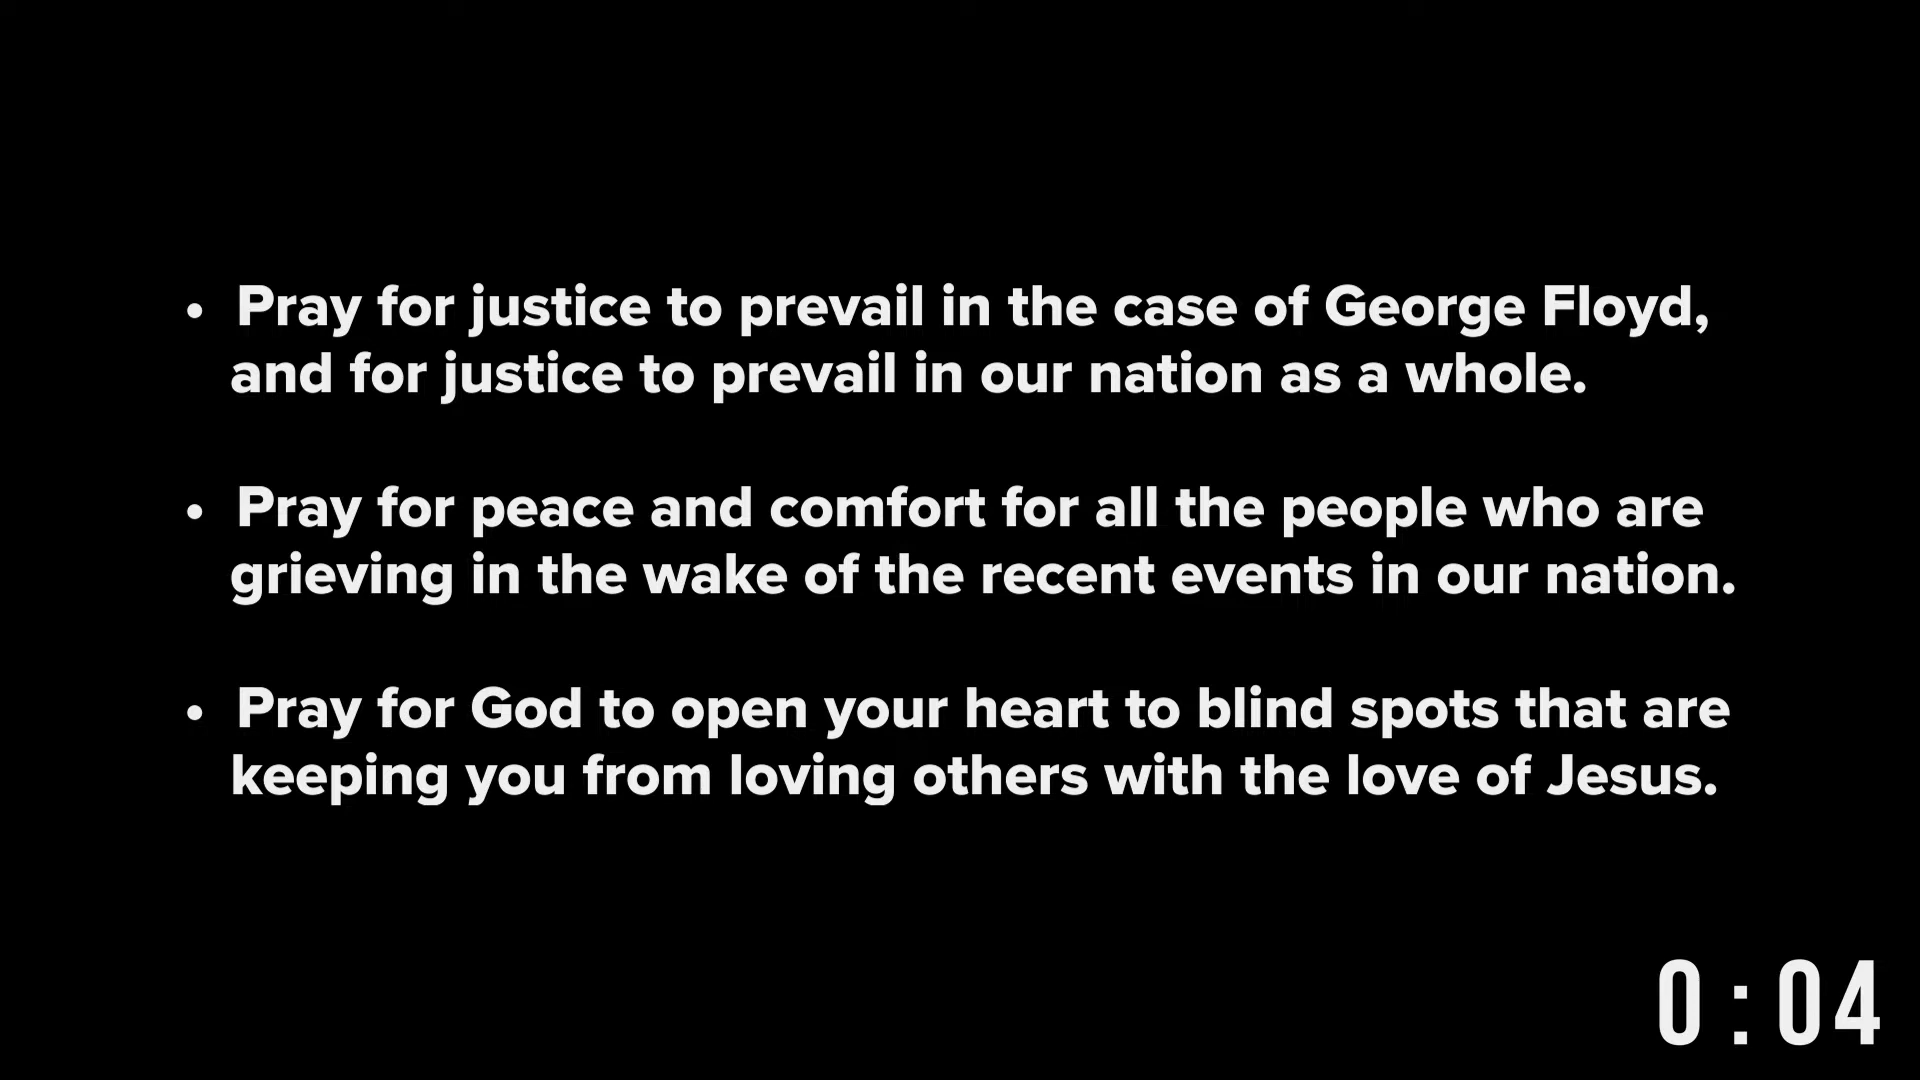 • Pray for justice to prevail in the case of George Floyd,
and for justice to prevail in our nation as a whole.
• Pray for peace and comfort for all the people who are
grieving in the wake of the recent events in our nation.
• Pray for God to open your heart to blind spots that are
keeping you from loving others with the love of Jesus.
0:04